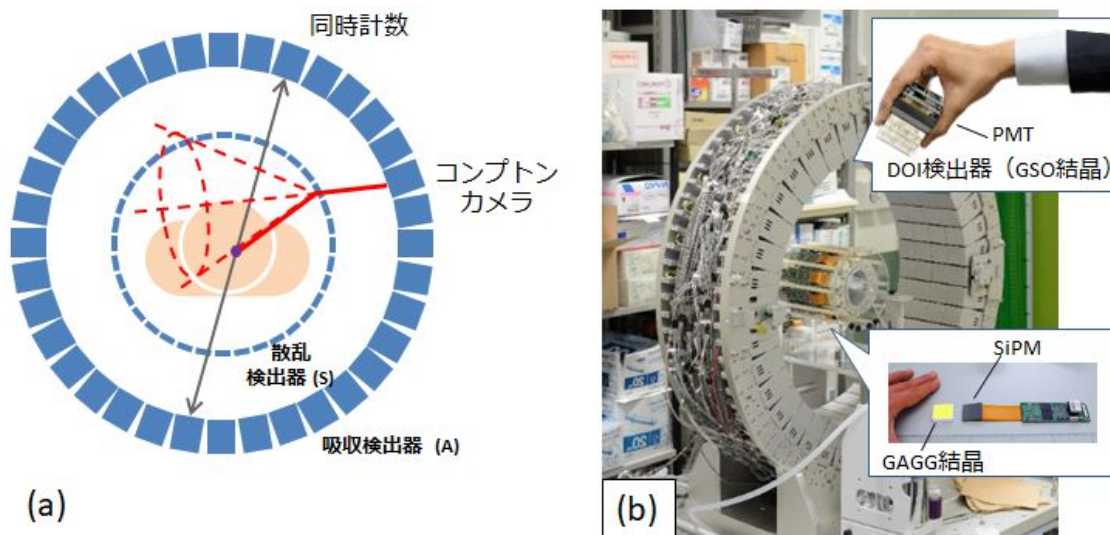 同時計数
コンプトン
カメラ
散乱
検出器 (S)
吸収検出器 (A)
(a)
PMT
DOI検出器（GSO結晶）
SiPM
GAGG結晶
(b)